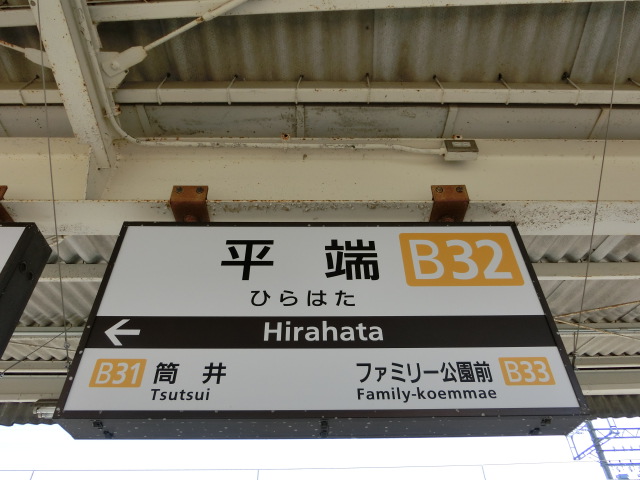 平端 B32
ひらはた
← Hirahata
B31 筒井 ファミリー公園前 B33
Tsutsui Family-koemmae